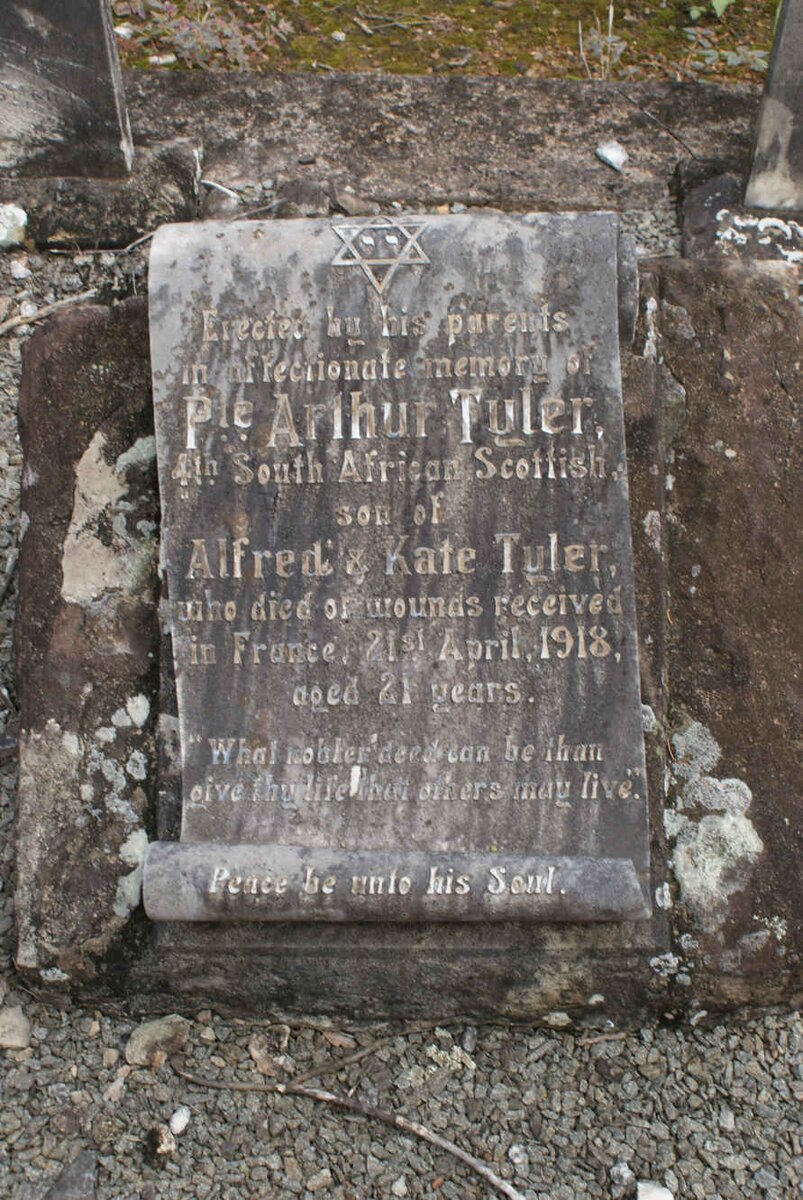 יי
Erected by his parents
in affectionate memory of
Pte Arthur Tyler,
4th South African Scottish,
son of
Alfred & Kate Tyler,
who died of wounds received
in France, 21st April, 1918,
aged 21 years.
"What nobler deed can be than
give thy life that others may live".
Peace be unto his Soul.